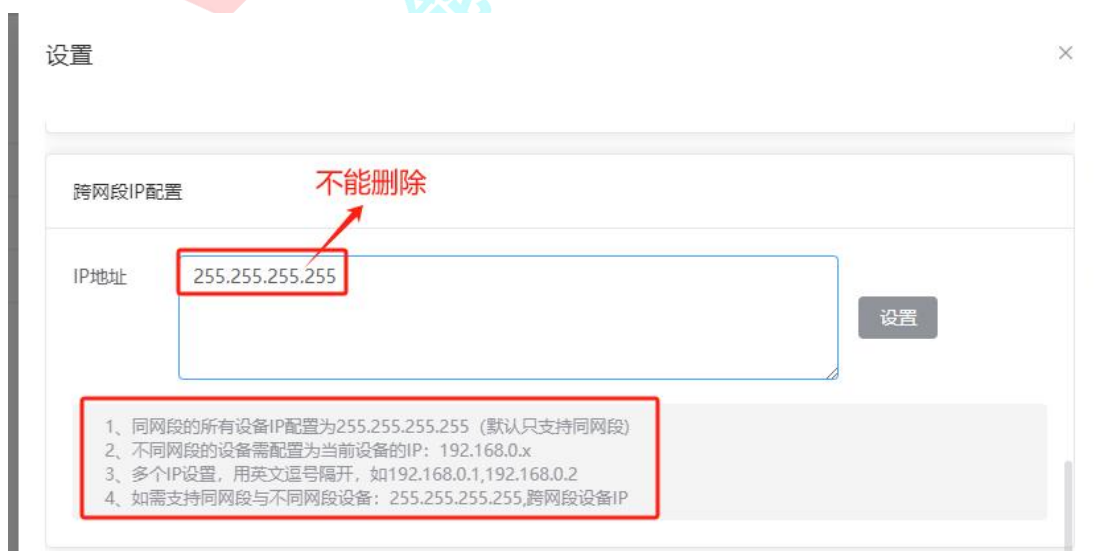 设置
跨网段IP配置
不能删除
IP地址
255.255.255.255
设置
1、同网段的所有设备IP配置为255.255.255.255（默认只支持同网段)
2、不同网段的设备需配置为当前设备的IP：192.168.0.x
3、多个IP设置，用英文逗号隔开，如192.168.0.1,192.168.0.2
4、如需支持同网段与不同网段设备：255.255.255.255,跨网段设备IP